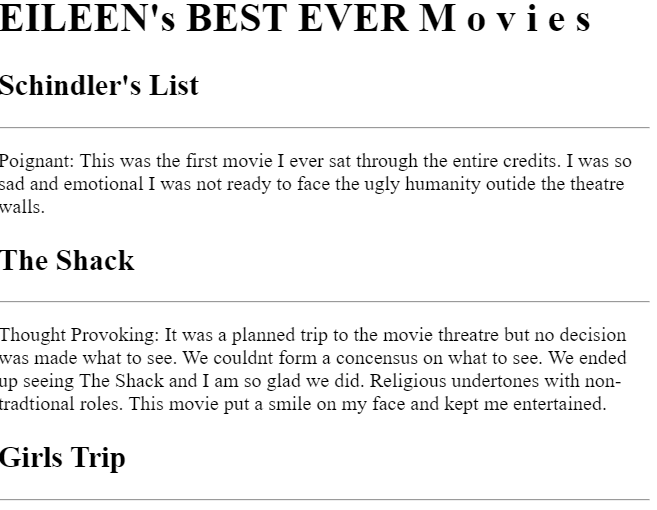 EILEEN's BEST EVER M o v i e s
Schindler's List
Poignant: This was the first movie I ever sat through the entire credits. I was so
sad and emotional I was not ready to face the ugly humanity outide the theatre
walls.
The Shack
Thought Provoking: It was a planned trip to the movie threatre but no decision
was made what to see. We couldnt form a concensus on what to see. We ended
up seeing The Shack and I am so glad we did. Religious undertones with non-
tradtional roles. This movie put a smile on my face and kept me entertained.
Girls Trip